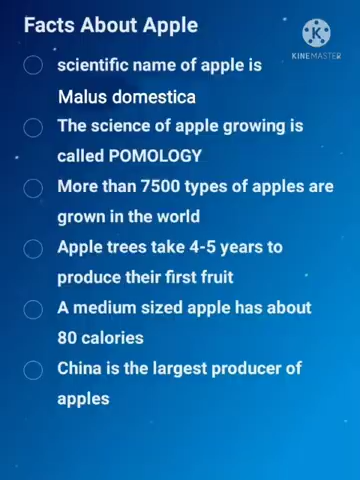 Facts About Apple
K
KINEMASTER
scientific name of apple is
Malus domestica
The science of apple growing is
called POMOLOGY
More than 7500 types of apples are
grown in the world
Apple trees take 4-5 years to
produce their first fruit
A medium sized apple has about
80 calories
China is the largest producer of
apples